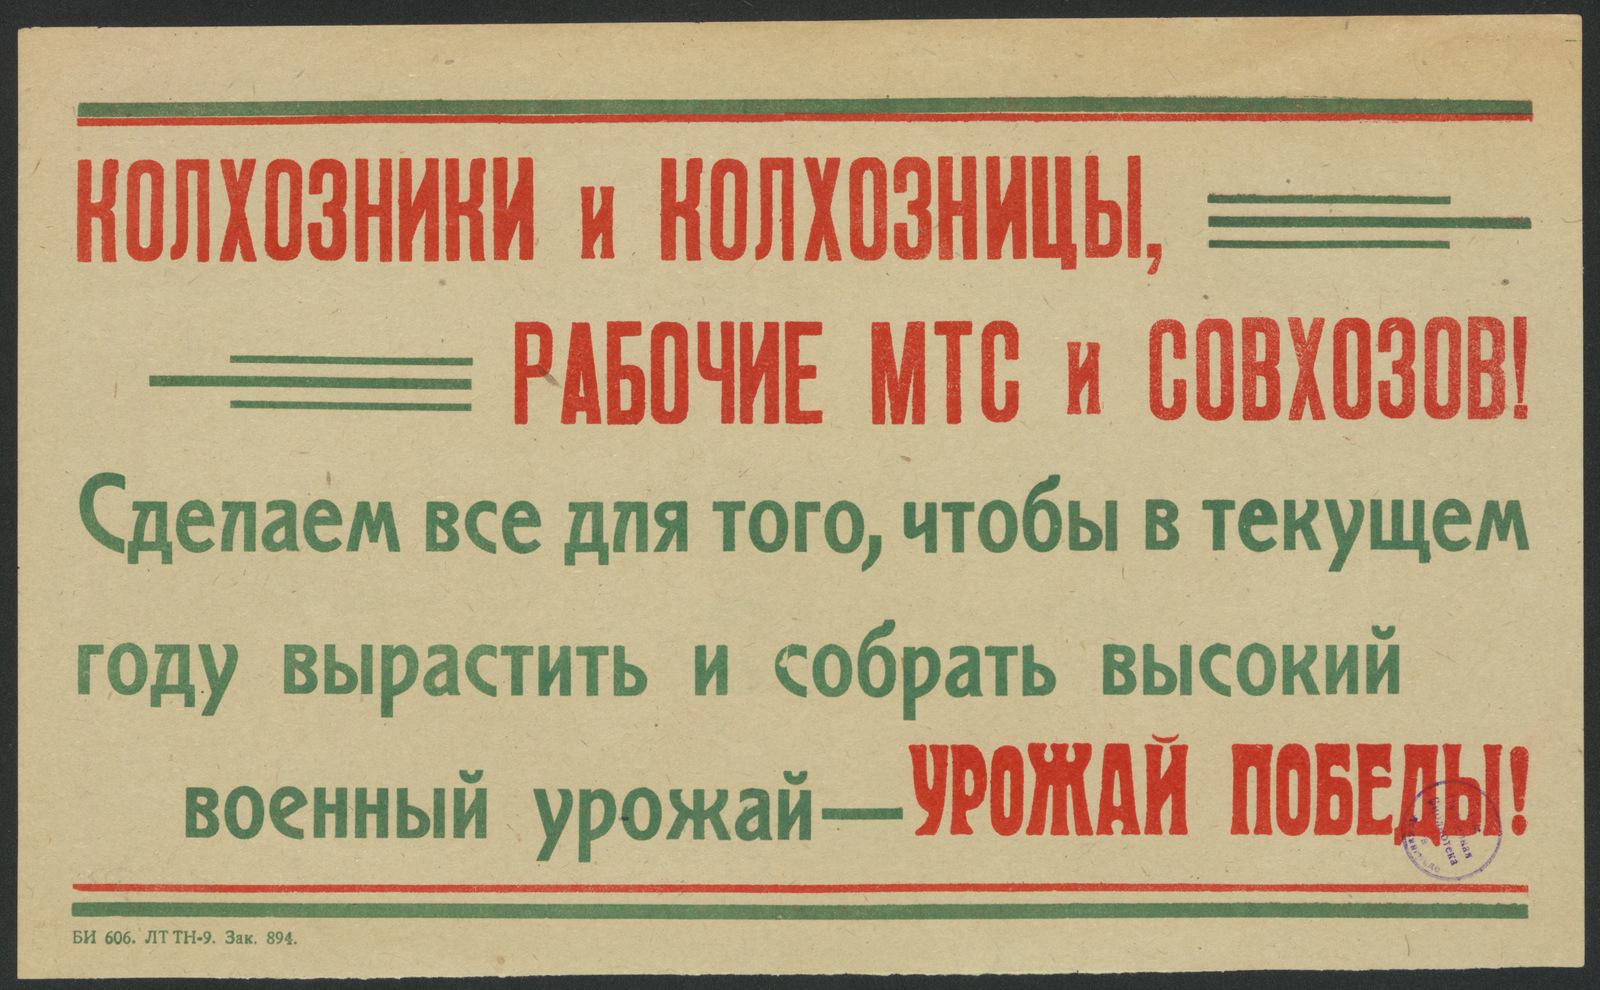 КОЛХОЗНИКИ и КОЛХОЗНИЦЫ,
РАБОЧИЕ МТС и СОВХОЗОВ!
Сделаем все для того, чтобы в текущем
году вырастить и собрать высокий
военный урожай — УРОЖАЙ ПОБЕДЫ!
БИ 606. ЛТ ТН-9. Зак. 894.